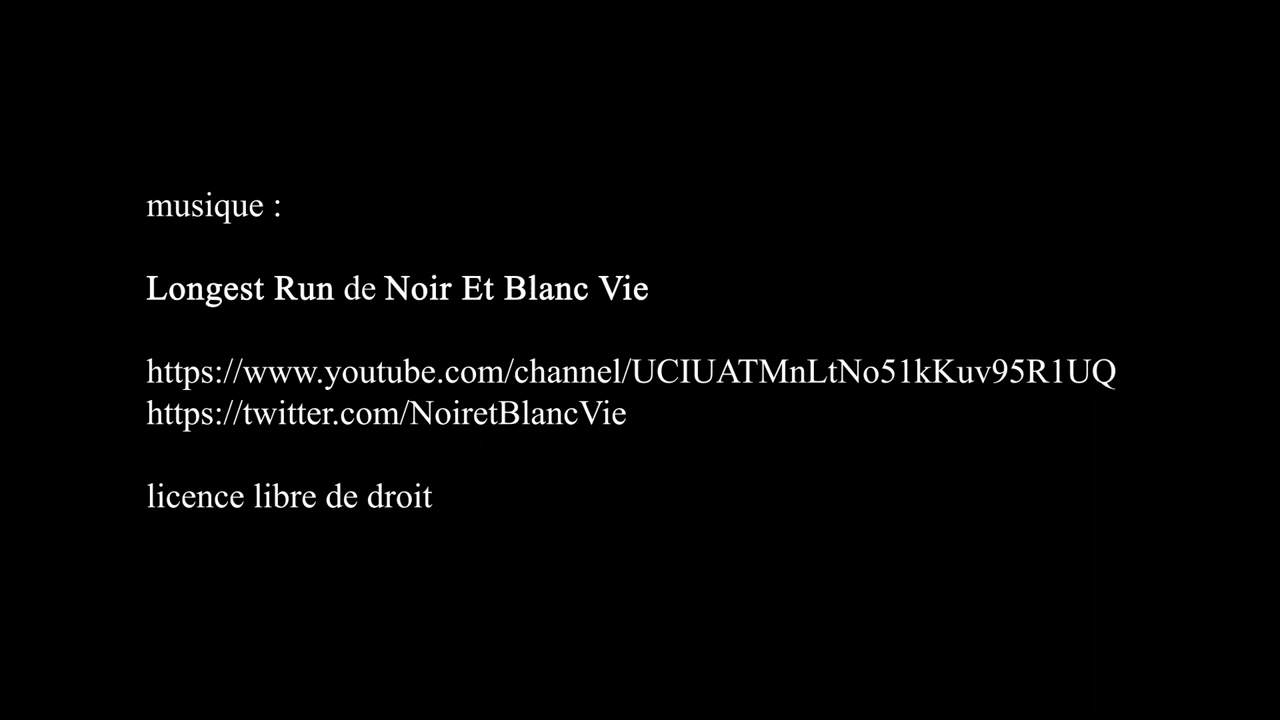 musique :
Longest Run de Noir Et Blanc Vie
https://www.youtube.com/channel/UCIUATMnLtNo51kKuv95R1UQ
https://twitter.com/NoiretBlancVie
licence libre de droit